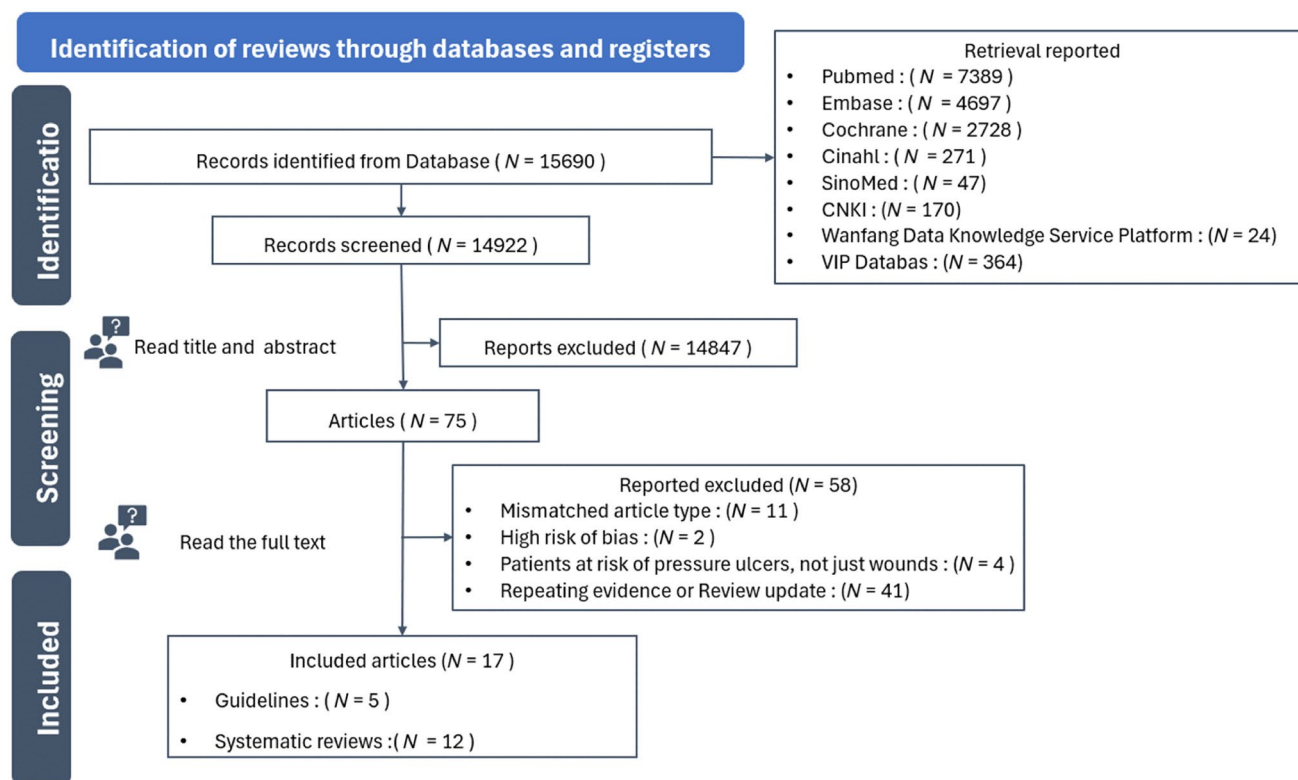 Identification of reviews through databases and registers
Retrieval reported
• Pubmed : ( N = 7389)
• Embase : ( N = 4697)
• Cochrane : ( N = 2728)
• Cinahl : ( N = 271)
• SinoMed : ( N = 47)
• CNKI : (N = 170)
• Wanfang Data Knowledge Service Platform : (N = 24)
• VIP Databas : (N = 364)
Identificatio
Records identified from Database ( N = 15690 )
Records screened ( N = 14922 )
Screening
?
Read title and abstract
Reports excluded ( N = 14847 )
Articles ( N = 75 )
Reported excluded (N = 58)
• Mismatched article type : (N = 11 )
• High risk of bias : (N = 2 )
• Patients at risk of pressure ulcers, not just wounds : (N = 4 )
• Repeating evidence or Review update : (N = 41)
?
Read the full text
Included
Included articles (N = 17 )
• Guidelines : ( N = 5 )
• Systematic reviews :( N = 12 )